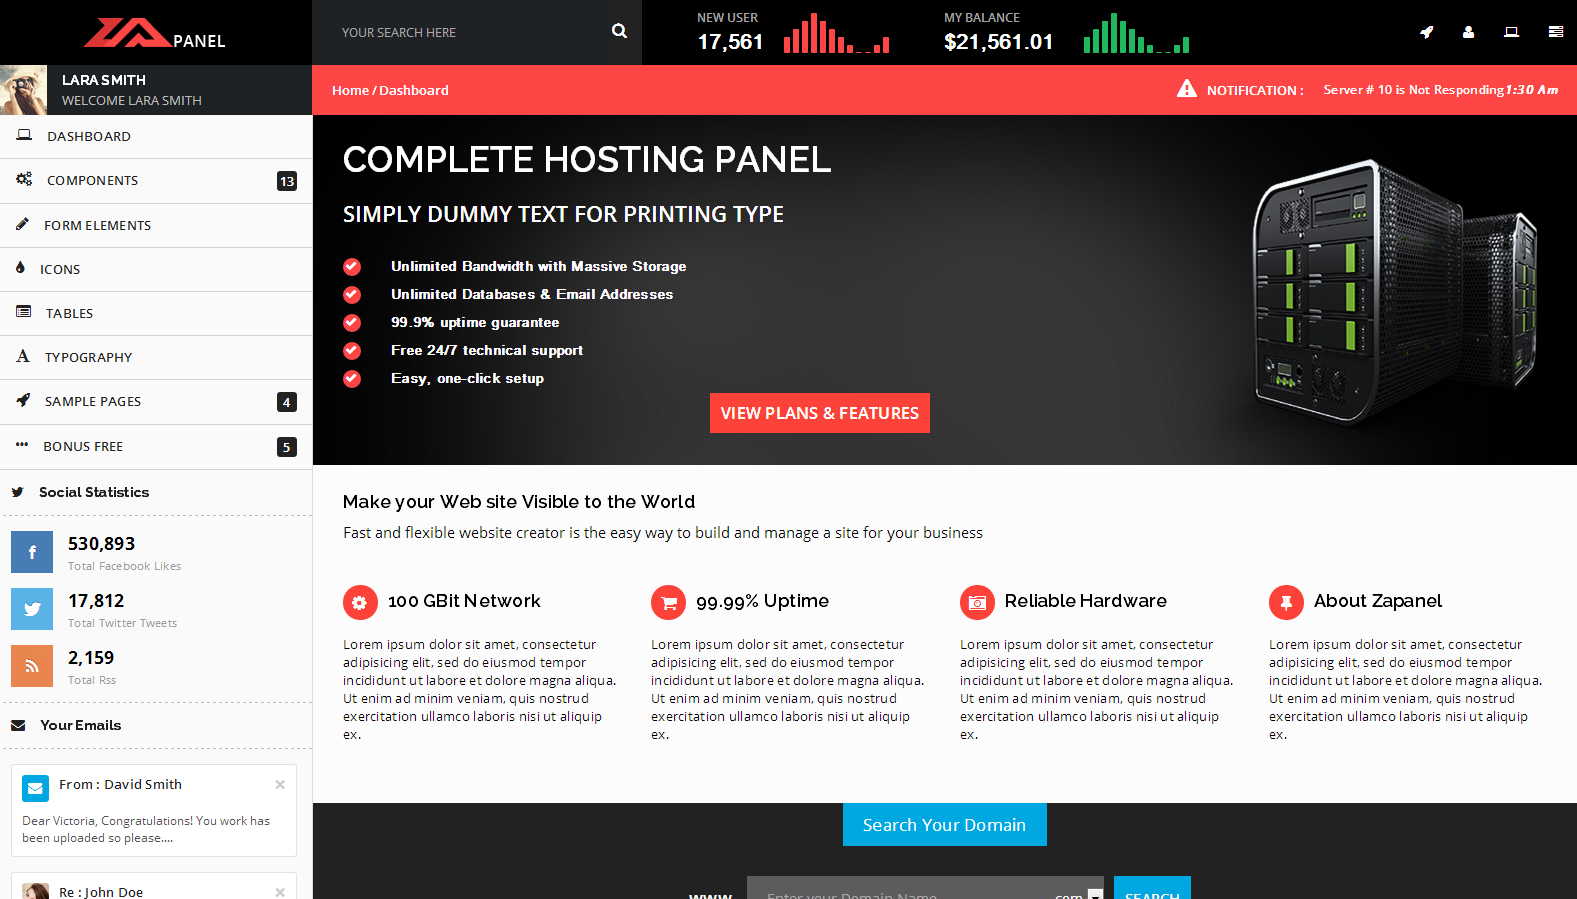 PANEL
YOUR SEARCH HERE
NEW USER
17,561
MY BALANCE
$21,561.01
LARA SMITH
WELCOME LARA SMITH
Home / Dashboard
NOTIFICATION :
Server # 10 is Not Responding 1:30 Am
DASHBOARD
COMPONENTS 13
FORM ELEMENTS
ICONS
TABLES
TYPOGRAPHY
SAMPLE PAGES 4
BONUS FREE 5
Social Statistics
530,893
Total Facebook Likes
17,812
Total Twitter Tweets
2,159
Total Rss
Your Emails
From : David Smith
Dear Victoria, Congratulations! You work has
been uploaded so please....
Re : John Doe
COMPLETE HOSTING PANEL
SIMPLY DUMMY TEXT FOR PRINTING TYPE
Unlimited Bandwidth with Massive Storage
Unlimited Databases & Email Addresses
99.9% uptime guarantee
Free 24/7 technical support
Easy, one-click setup
VIEW PLANS & FEATURES
Make your Web site Visible to the World
Fast and flexible website creator is the easy way to build and manage a site for your business
100 GBit Network
Lorem ipsum dolor sit amet, consectetur
adipisicing elit, sed do eiusmod tempor
incididunt ut labore et dolore magna aliqua.
Ut enim ad minim veniam, quis nostrud
exercitation ullamco laboris nisi ut aliquip
ex.
99.99% Uptime
Lorem ipsum dolor sit amet, consectetur
adipisicing elit, sed do eiusmod tempor
incididunt ut labore et dolore magna aliqua.
Ut enim ad minim veniam, quis nostrud
exercitation ullamco laboris nisi ut aliquip
ex.
Reliable Hardware
Lorem ipsum dolor sit amet, consectetur
adipisicing elit, sed do eiusmod tempor
incididunt ut labore et dolore magna aliqua.
Ut enim ad minim veniam, quis nostrud
exercitation ullamco laboris nisi ut aliquip
ex.
About Zapanel
Lorem ipsum dolor sit amet, consectetur
adipisicing elit, sed do eiusmod tempor
incididunt ut labore et dolore magna aliqua.
Ut enim ad minim veniam, quis nostrud
exercitation ullamco laboris nisi ut aliquip
ex.
Search Your Domain
www Enter your Domain Name .com SEARCH